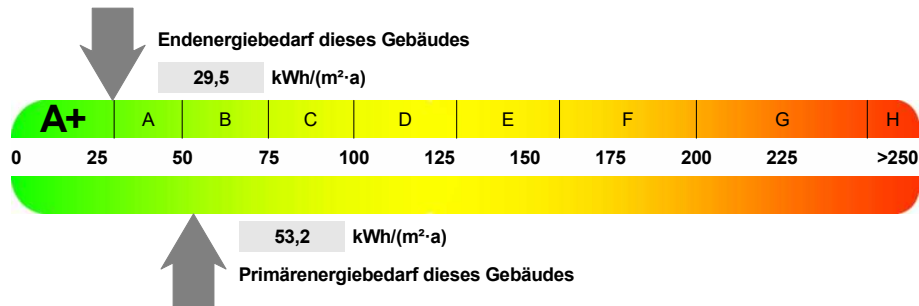 Endenergiebedarf dieses Gebäudes
29,5 kWh/(m²·a)
A+ A B C D E F G H
0 25 50 75 100 125 150 175 200 225 >250
53,2 kWh/(m²·a)
Primärenergiebedarf dieses Gebäudes